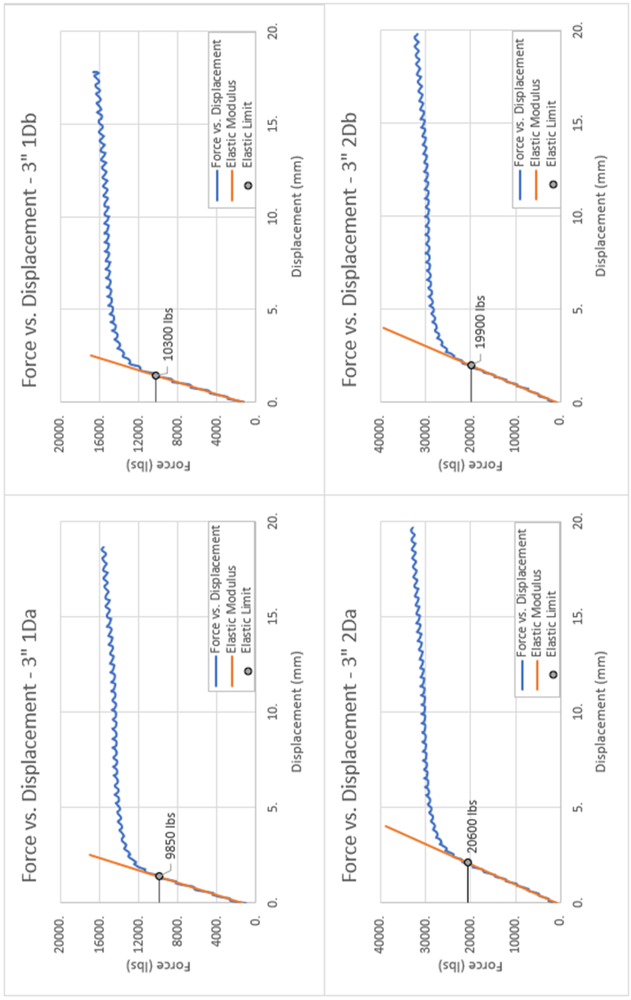 Force vs. Displacement - 3" 1Da
Force (lbs)
20000.
16000.
12000.
8000.
4000.
0.
9850 lbs
Force vs. Displacement
Elastic Modulus
Elastic Limit
0.
5.
10.
15.
20.
Displacement (mm)
Force vs. Displacement - 3" 1Db
Force (lbs)
20000.
16000.
12000.
8000.
4000.
0.
10300 lbs
Force vs. Displacement
Elastic Modulus
Elastic Limit
0.
5.
10.
15.
20.
Displacement (mm)
Force vs. Displacement - 3" 2Da
Force (lbs)
40000.
30000.
20000.
10000.
0.
20600 lbs
Force vs. Displacement
Elastic Modulus
Elastic Limit
0.
5.
10.
15.
20.
Displacement (mm)
Force vs. Displacement - 3" 2Db
Force (lbs)
40000.
30000.
20000.
10000.
0.
19900 lbs
Force vs. Displacement
Elastic Modulus
Elastic Limit
0.
5.
10.
15.
20.
Displacement (mm)